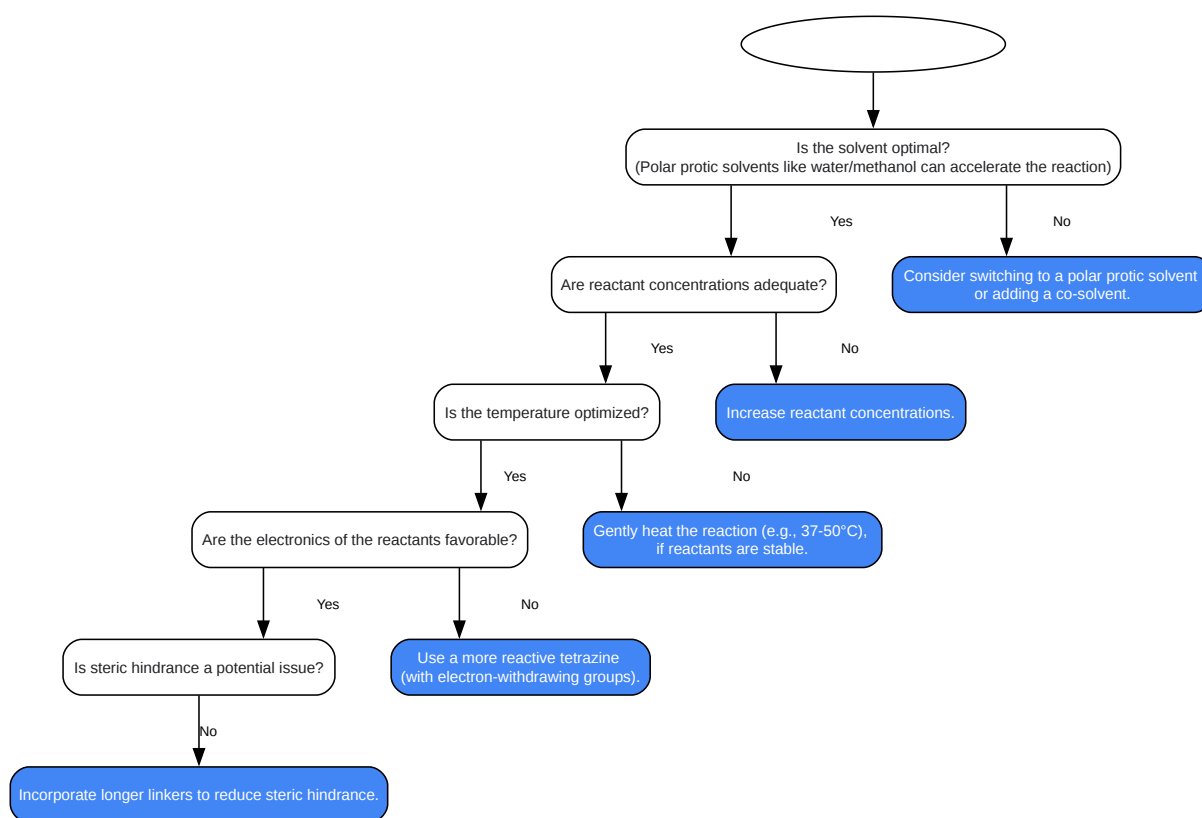 Is the solvent optimal?
(Polar protic solvents like water/methanol can accelerate the reaction)
Yes
No
Are reactant concentrations adequate?
Consider switching to a polar protic solvent
or adding a co-solvent.
Yes
No
Is the temperature optimized?
Increase reactant concentrations.
Yes
No
Are the electronics of the reactants favorable?
Gently heat the reaction (e.g., 37-50°C),
if reactants are stable.
Yes
No
Is steric hindrance a potential issue?
Use a more reactive tetrazine
(with electron-withdrawing groups).
No
Incorporate longer linkers to reduce steric hindrance.